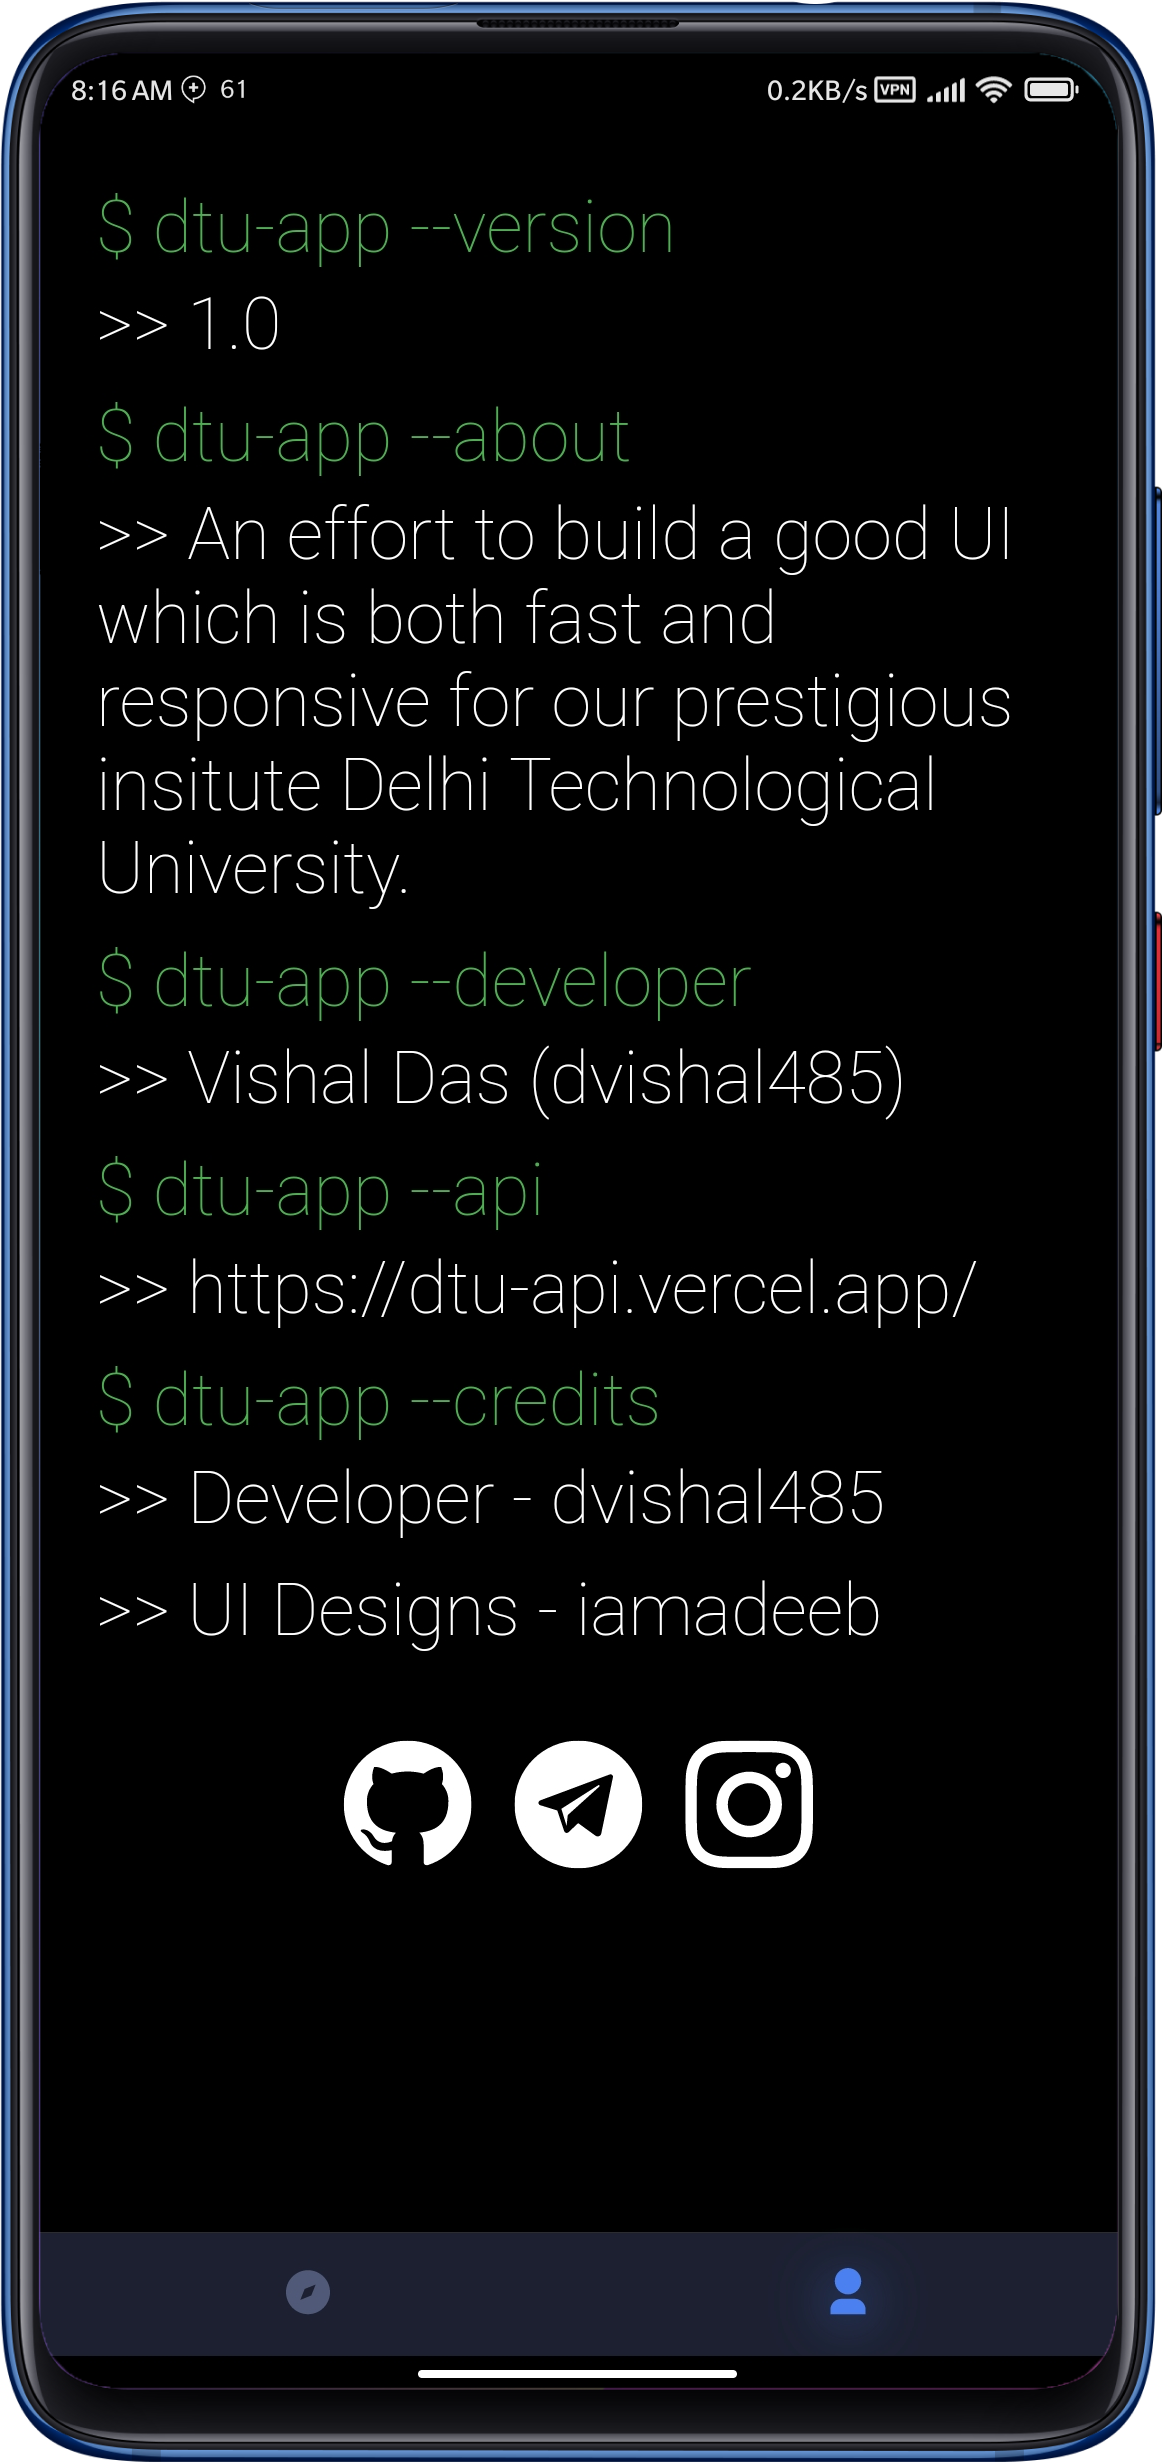 8:16 AM 61 0.2KB/s VPN
$ dtu-app --version
>> 1.0
$ dtu-app --about
>> An effort to build a good UI
which is both fast and
responsive for our prestigious
insitute Delhi Technological
University.
$ dtu-app --developer
>> Vishal Das (dvishal485)
$ dtu-app --api
>> https://dtu-api.vercel.app/
$ dtu-app --credits
>> Developer - dvishal485
>> UI Designs - iamadeeb